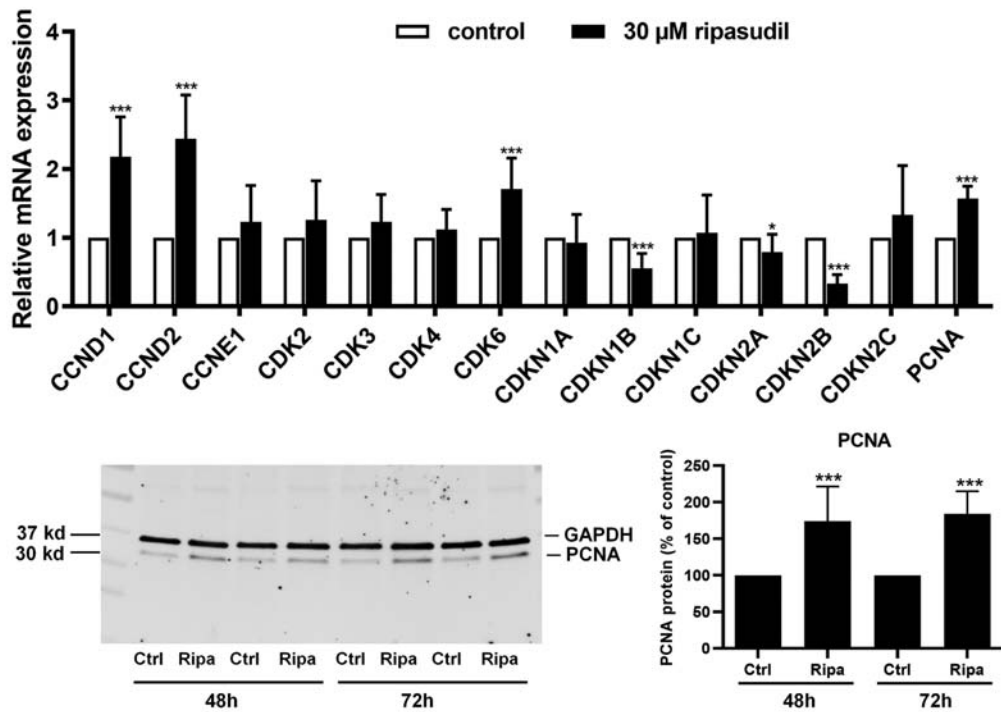 Relative mRNA expression
4
3
2
1
0
control
30 µM ripasudil
***
***
***
***
*
***
***
CCND1
CCND2
CCNE1
CDK2
CDK3
CDK4
CDK6
CDKN1A
CDKN1B
CDKN1C
CDKN2A
CDKN2B
CDKN2C
PCNA
37 kd
30 kd
GAPDH
PCNA
Ctrl Ripa Ctrl Ripa Ctrl Ripa Ctrl Ripa
48h 72h
PCNA
PCNA protein (% of control)
250
200
150
100
50
0
***
***
Ctrl Ripa Ctrl Ripa
48h 72h